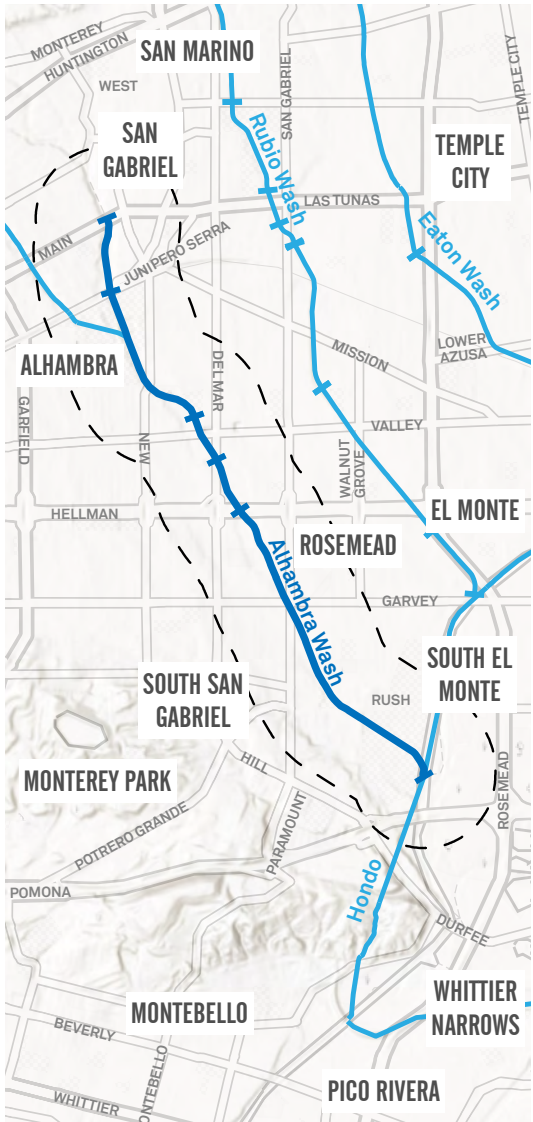 MONTEREY
HUNTINGTON
SAN MARINO
WEST
SAN GABRIEL
TEMPLE CITY
SAN
GABRIEL
Rubio Wash
TEMPLE
CITY
LAS TUNAS
MAIN
JUNIPERO SERRA
Eaton Wash
MISSION
LOWER
AZUSA
ALHAMBRA
DEL MAR
GARFIELD
NEW
VALLEY
WALNUT
GROVE
HELLMAN
EL MONTE
ROSEMEAD
Alhambra Wash
GARVEY
SOUTH EL
MONTE
SOUTH SAN
GABRIEL
RUSH
HILL
MONTEREY PARK
ROSEMEAD
POTRERO GRANDE
PARAMOUNT
POMONA
Hondo
DURFEE
WHITTIER
NARROWS
MONTEBELLO
BEVERLY
ONTEBELLO
PICO RIVERA
WHITTIER